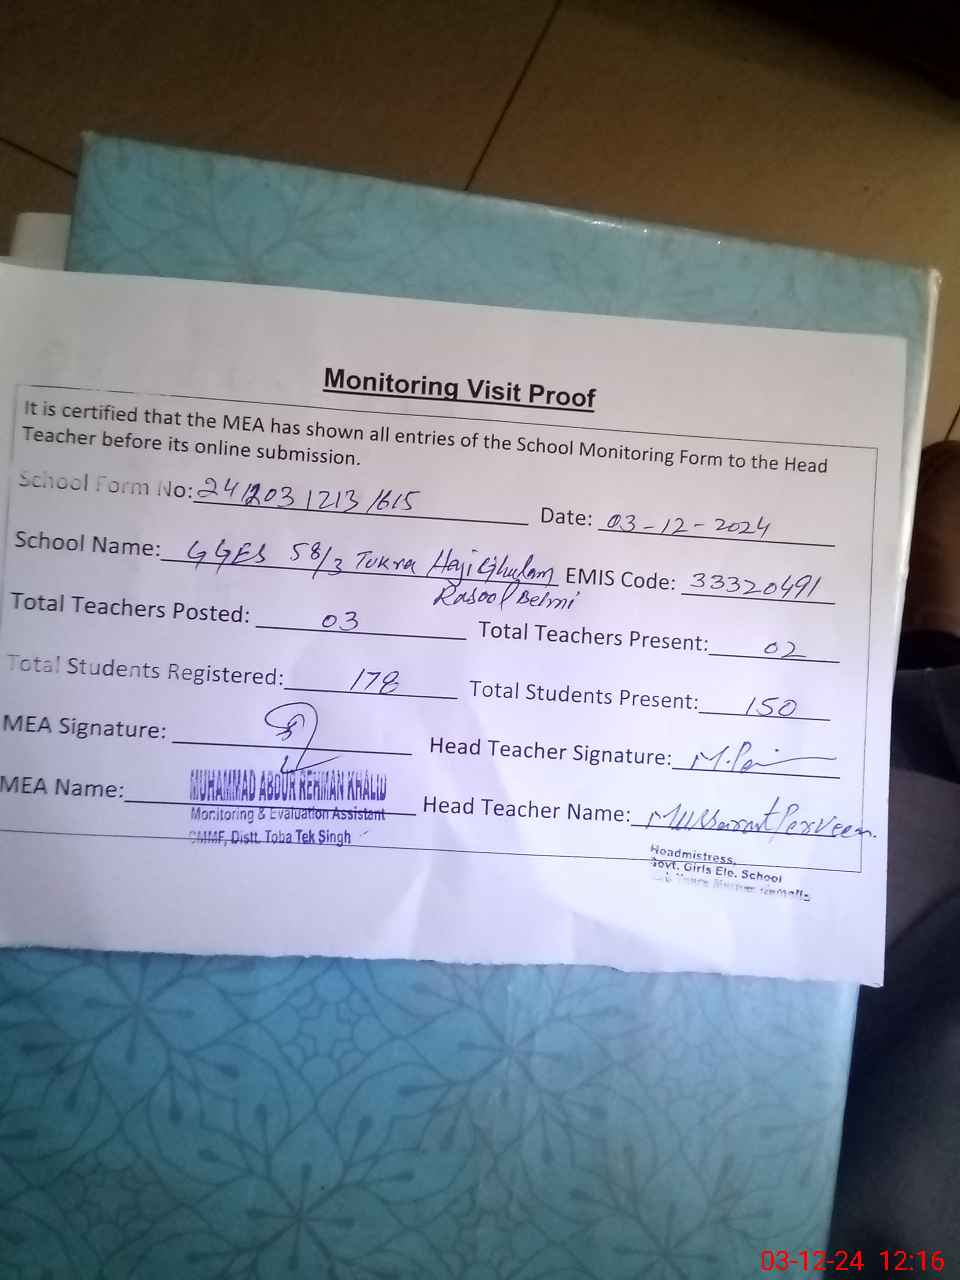 Monitoring Visit Proof
It is certified that the MEA has shown all entries of the School Monitoring Form to the Head
Teacher before its online submission.
School Form No: 241203 1213 1615 Date: 03-12-2024
School Name: GGES 58/3 Tukra Haji Ghulam EMIS Code: 33320491
Rasool Belmi
Total Teachers Posted: 03 Total Teachers Present: 02
Total Students Registered: 178 Total Students Present: 150
MEA Signature: Head Teacher Signature: M.
MEA Name: MUHAMMAD ABDUR REHMAN KHALID Head Teacher Name: Mussarat Parveen.
Monitoring & Evaluation Assistant
CMMF, Distt. Toba Tek Singh
Headmistress,
Govt. Girls Ele. School
03-12-24 12:16